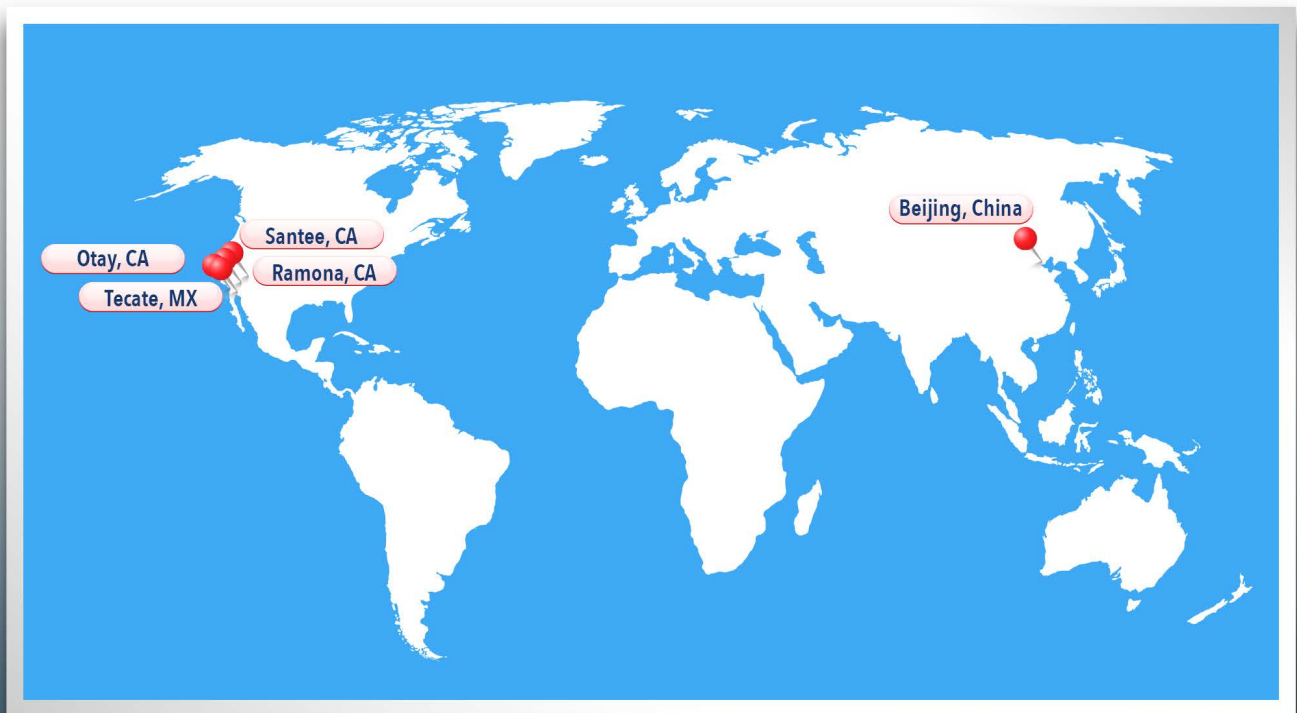 Beijing, China
Santee, CA
Otay, CA
Ramona, CA
Tecate, MX